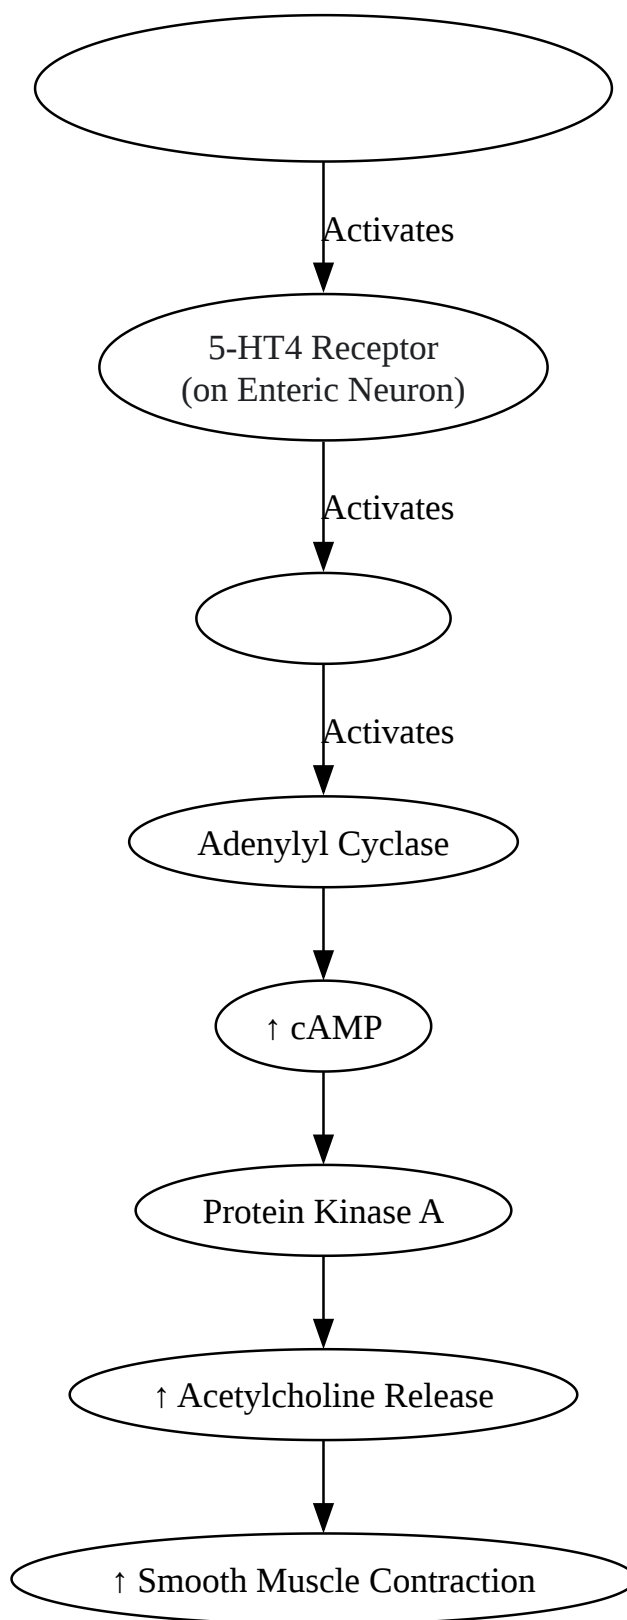 Activates
5-HT4 Receptor
(on Enteric Neuron)
Activates
Activates
Adenylyl Cyclase
↑ cAMP
Protein Kinase A
↑ Acetylcholine Release
↑ Smooth Muscle Contraction